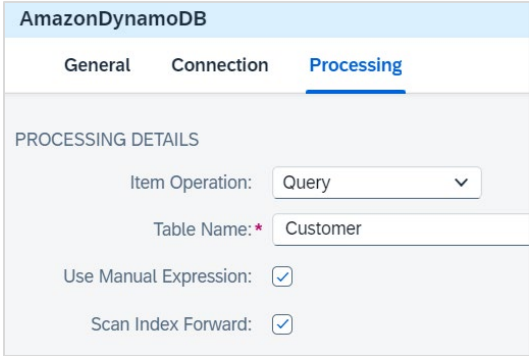 AmazonDynamoDB
General Connection Processing
PROCESSING DETAILS
Item Operation: Query
Table Name:* Customer
Use Manual Expression:
Scan Index Forward: